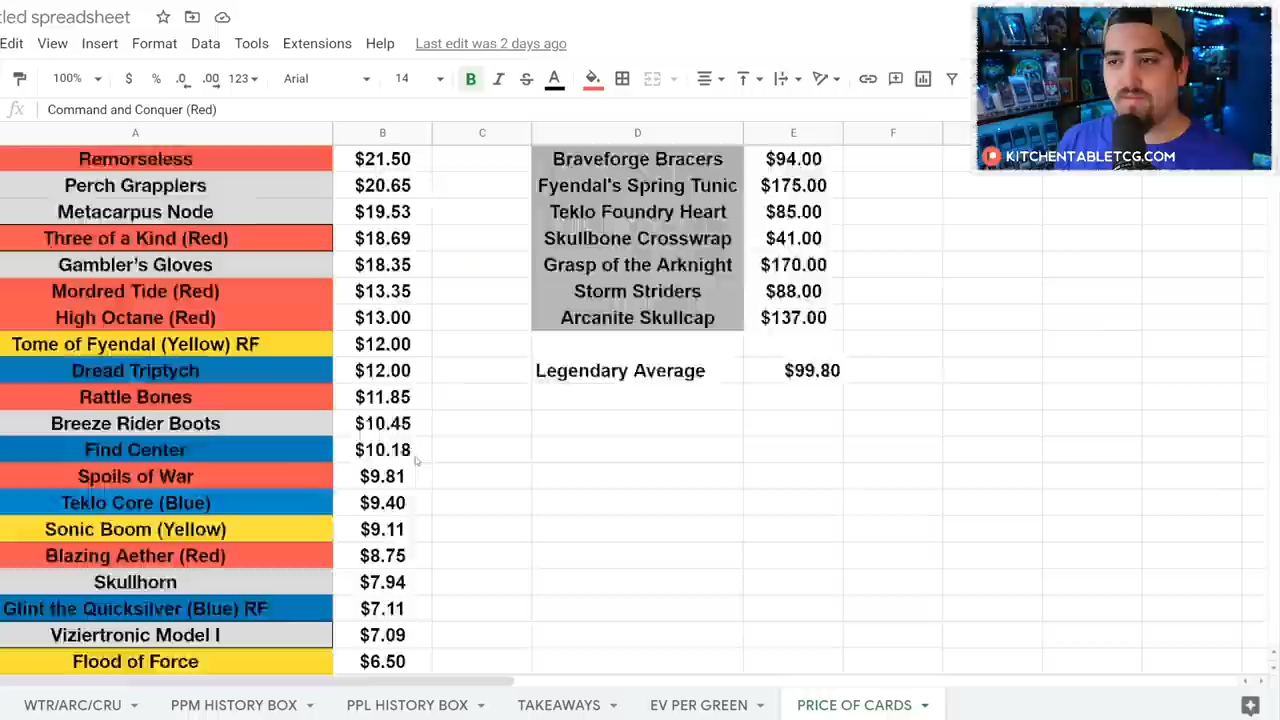 tled spreadsheet
Edit View Insert Format Data Tools Extensions Help Last edit was 2 days ago
100% $ % .0 .00 123 Arial 14 B I S A
fx Command and Conquer (Red)
KITCHENTABLETCG.COM
A B C D E F
Remorseless $21.50 Braveforge Bracers $94.00
Perch Grapplers $20.65 Fyendal's Spring Tunic $175.00
Metacarpus Node $19.53 Teklo Foundry Heart $85.00
Three of a Kind (Red) $18.69 Skullbone Crosswrap $41.00
Gambler's Gloves $18.35 Grasp of the Arknight $170.00
Mordred Tide (Red) $13.35 Storm Striders $88.00
High Octane (Red) $13.00 Arcanite Skullcap $137.00
Tome of Fyendal (Yellow) RF $12.00
Dread Triptych $12.00 Legendary Average $99.80
Rattle Bones $11.85
Breeze Rider Boots $10.45
Find Center $10.18
Spoils of War $9.81
Teklo Core (Blue) $9.40
Sonic Boom (Yellow) $9.11
Blazing Aether (Red) $8.75
Skullhorn $7.94
Glint the Quicksilver (Blue) RF $7.11
Viziertronic Model I $7.09
Flood of Force $6.50
WTR/ARC/CRU PPM HISTORY BOX PPL HISTORY BOX TAKEAWAYS EV PER GREEN PRICE OF CARDS